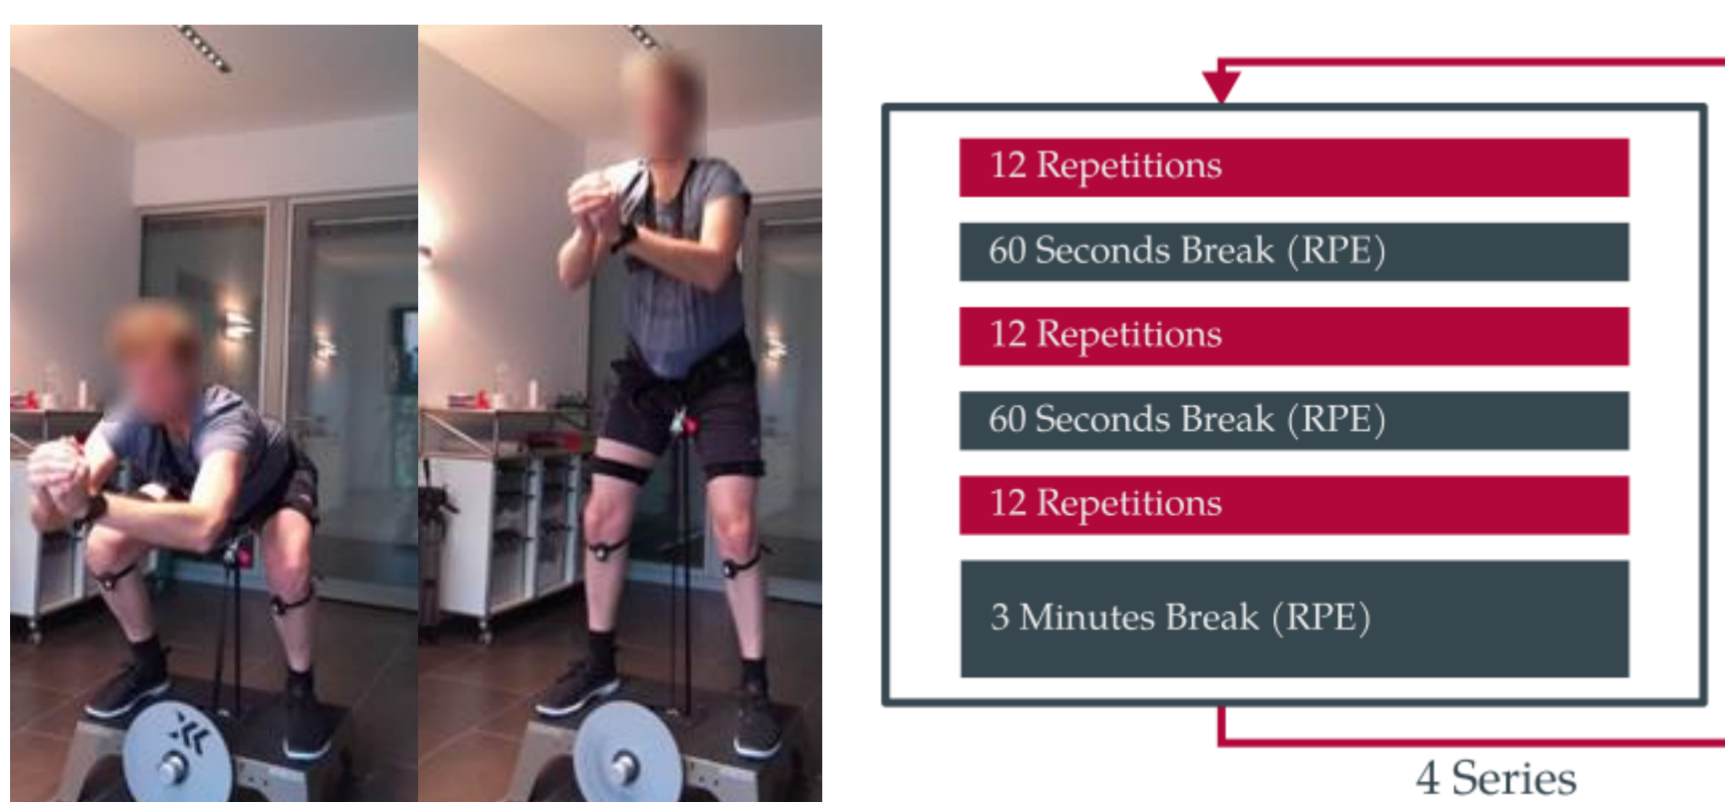 12 Repetitions
60 Seconds Break (RPE)
12 Repetitions
60 Seconds Break (RPE)
12 Repetitions
3 Minutes Break (RPE)
4 Series